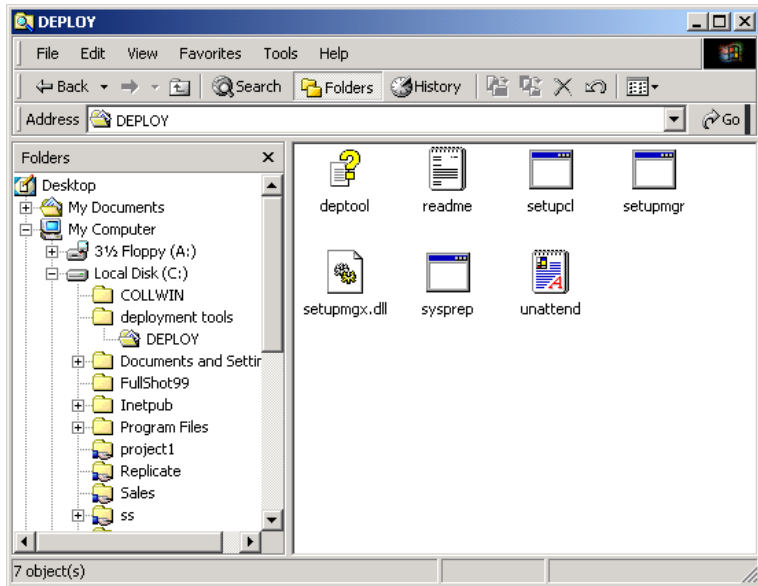 DEPLOY
File Edit View Favorites Tools Help
Back Search Folders History
Address DEPLOY Go
Folders x
Desktop
My Documents
My Computer
3½ Floppy (A:)
Local Disk (C:)
COLLWIN
deployment tools
DEPLOY
Documents and Settin
FullShot99
Inetpub
Program Files
project1
Replicate
Sales
ss
deptool readme setupcl setupmgr
setupmgx.dll sysprep unattend
7 object(s)